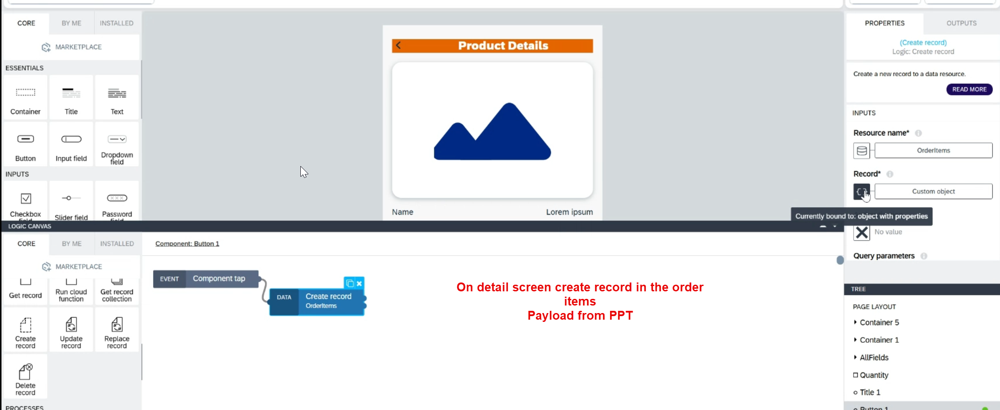 CORE
BY ME
INSTALLED
MARKETPLACE
ESSENTIALS
Container
Title
Text
Button
Input field
Dropdown
field
INPUTS
Checkbox
field
Slider field
Password
field
Product Details
Name
Lorem ipsum
PROPERTIES
OUTPUTS
(Create record)
Logic: Create record
Create a new record to a data resource.
READ MORE
INPUTS
Resource name*
OrderItems
Record*
Custom object
Currently bound to: object with properties
No value
Query parameters
LOGIC CANVAS
CORE
BY ME
INSTALLED
MARKETPLACE
Get record
Run cloud
function
Get record
collection
Create
record
Update
record
Replace
record
Delete
record
PROCESSES
Component: Button 1
EVENT
Component tap
DATA
Create record
OrderItems
On detail screen create record in the order
items
Payload from PPT
TREE
PAGE LAYOUT
Container 5
Container 1
AllFields
Quantity
Title 1
Button 1